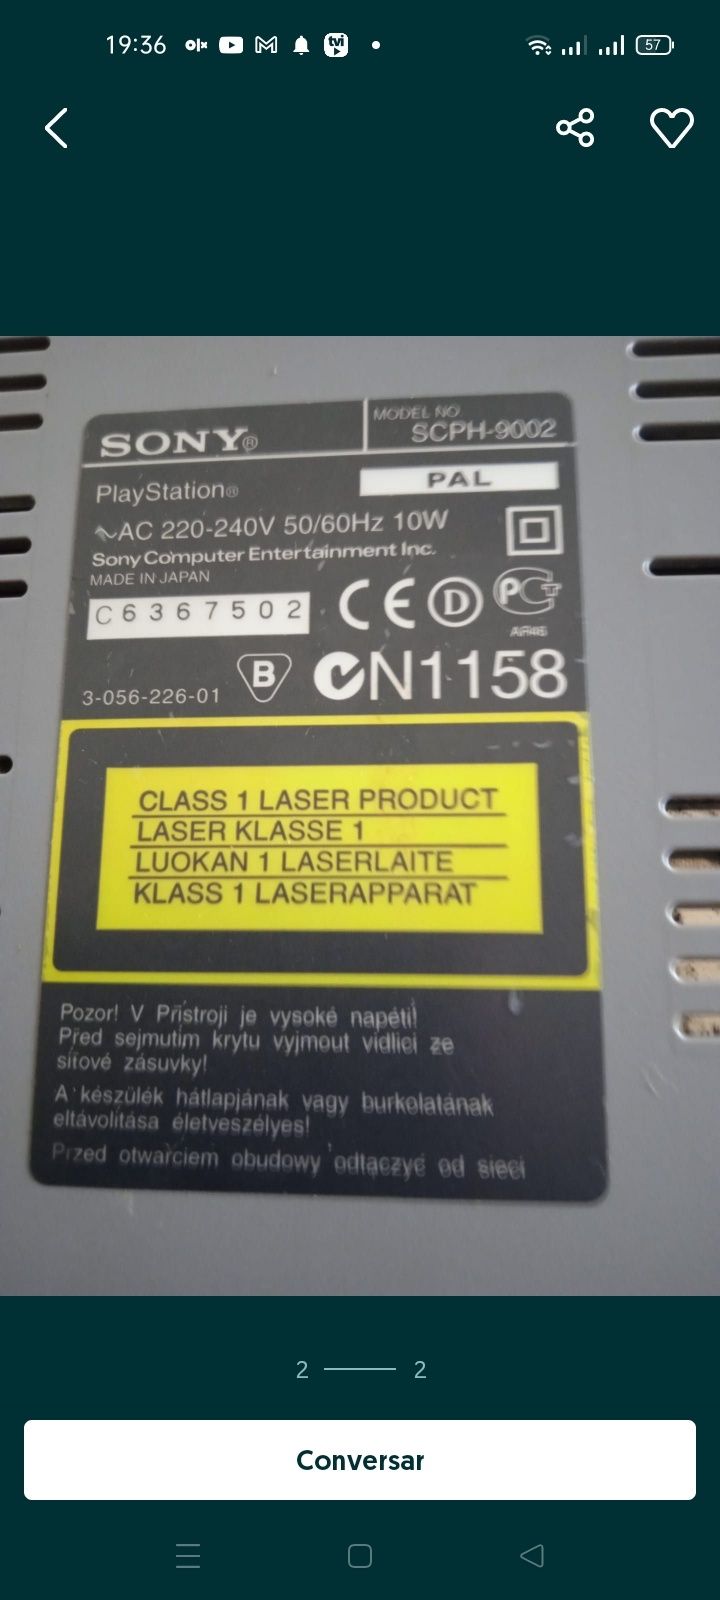 19:36 57
SONY®
MODEL NO.
SCPH-9002
PlayStation®
PAL
AC 220-240V 50/60Hz 10W
Sony Computer Entertainment Inc.
MADE IN JAPAN
C6367502
CE D
3-056-226-01
B
N1158
CLASS 1 LASER PRODUCT
LASER KLASSE 1
LUOKAN 1 LASERLAITE
KLASS 1 LASERAPPARAT
Pozor! V Přístroji je vysoké napětí!
Před sejmutím krytu vyjmout vidlici ze
síťové zásuvky!
A készülék hátlapjának vagy burkolatának
eltávolítása életveszélyes!
Przed otwarciem obudowy odtączyć od sieci
2 2
Conversar